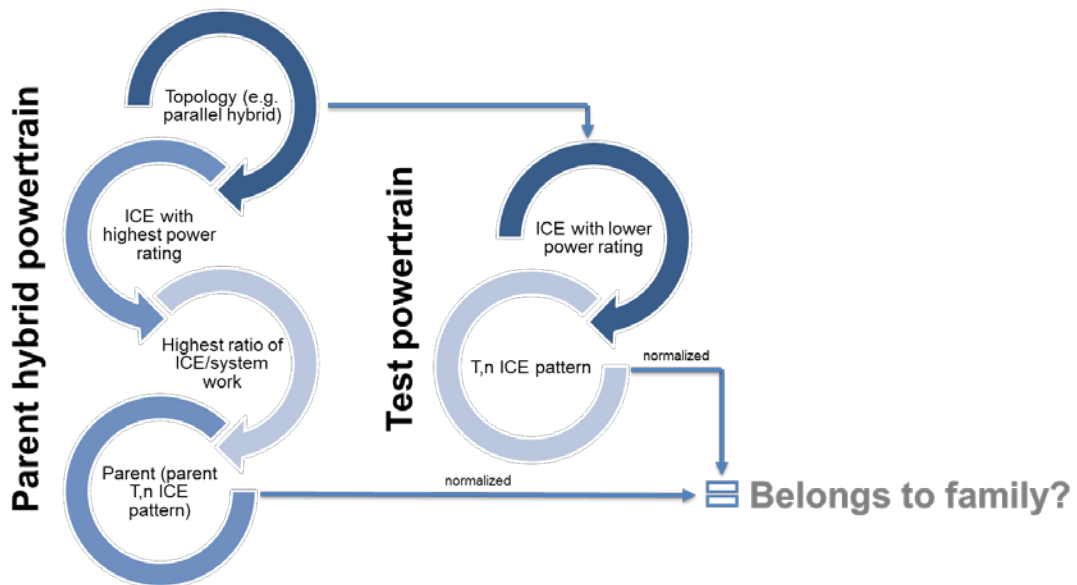 Parent hybrid powertrain
Topology (e.g.
parallel hybrid)
ICE with
highest power
rating
Highest ratio of
ICE/system
work
Parent (parent
T,n ICE
pattern)
Test powertrain
ICE with lower
power rating
T,n ICE pattern
normalized
normalized
Belongs to family?